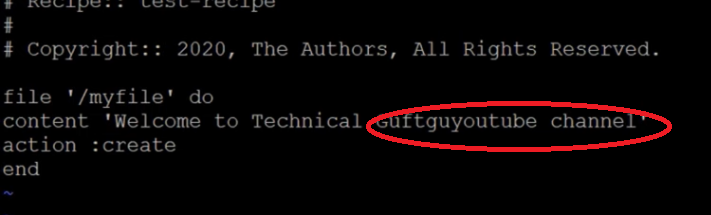 # Recipe:: test-recipe
#
# Copyright:: 2020, The Authors, All Rights Reserved.
file '/myfile' do
content 'Welcome to Technical Guftguyoutube channel'
action :create
end
~